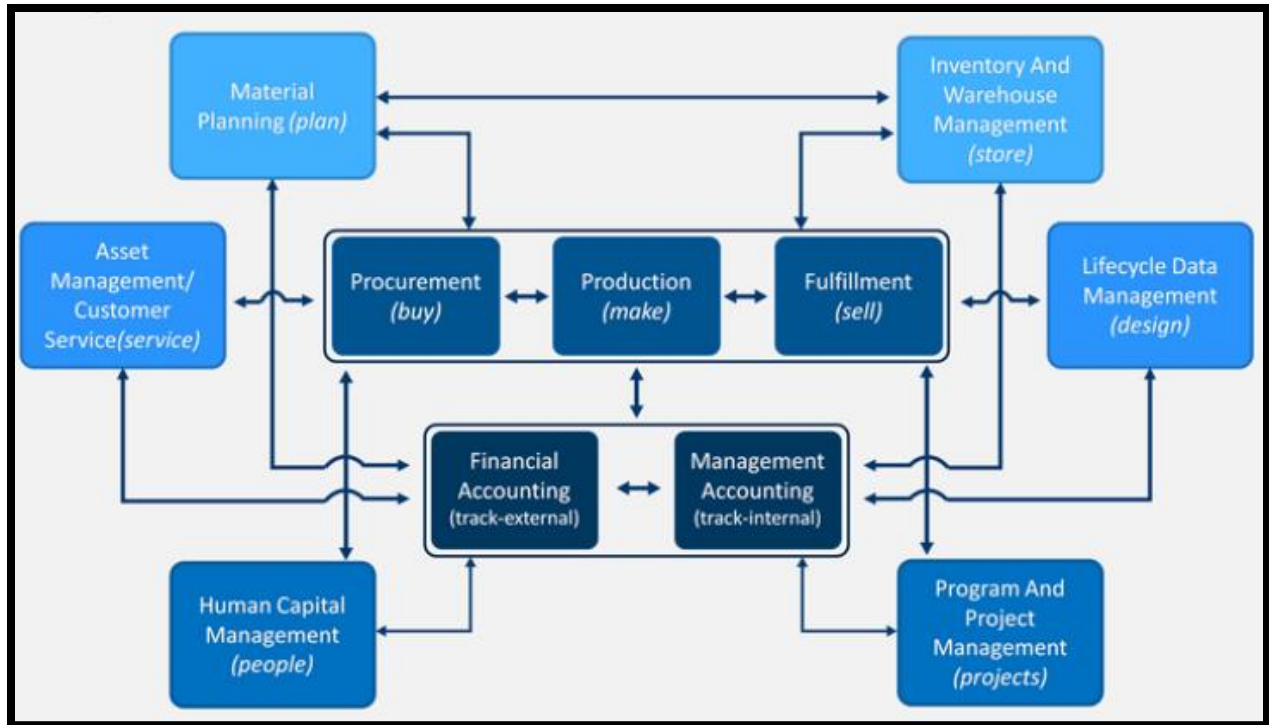 Material
Planning (plan)
Inventory And
Warehouse
Management
(store)
Asset
Management/
Customer
Service(service)
Procurement
(buy)
Production
(make)
Fulfillment
(sell)
Lifecycle Data
Management
(design)
Financial
Accounting
(track-external)
Management
Accounting
(track-internal)
Human Capital
Management
(people)
Program And
Project
Management
(projects)